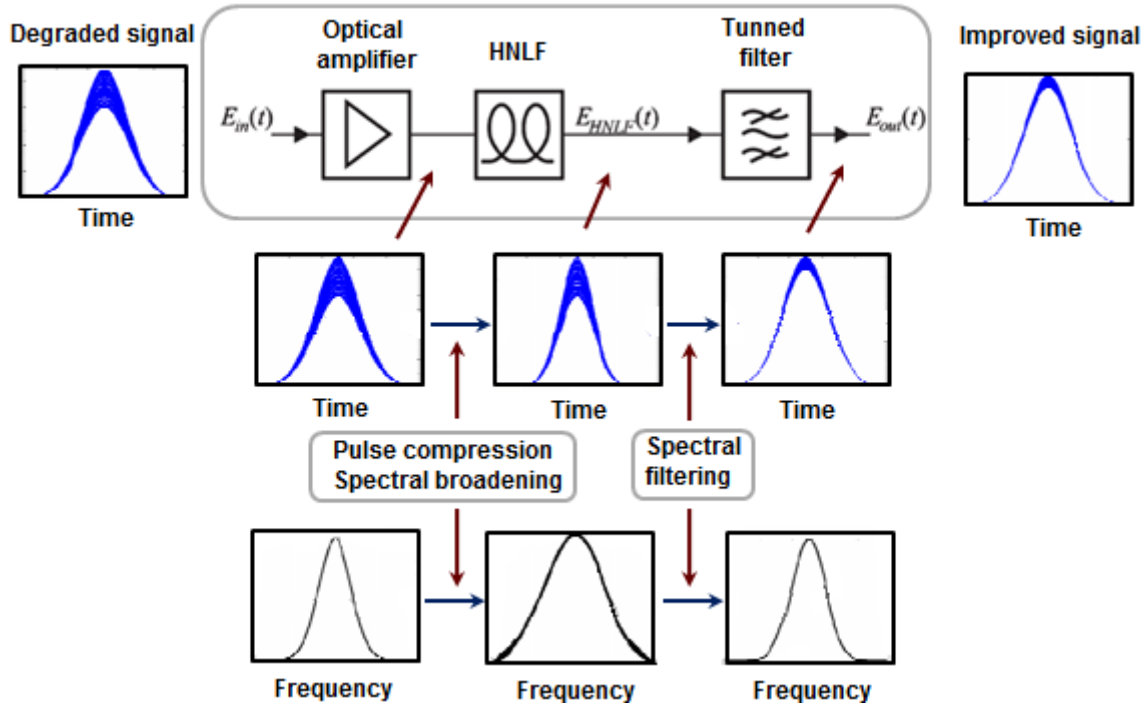 Degraded signal
Time
Optical
amplifier
HNLF
Tunned
filter
E_in(t)
E_HNLF(t)
E_out(t)
Improved signal
Time
Time
Time
Time
Pulse compression
Spectral broadening
Spectral
filtering
Frequency
Frequency
Frequency